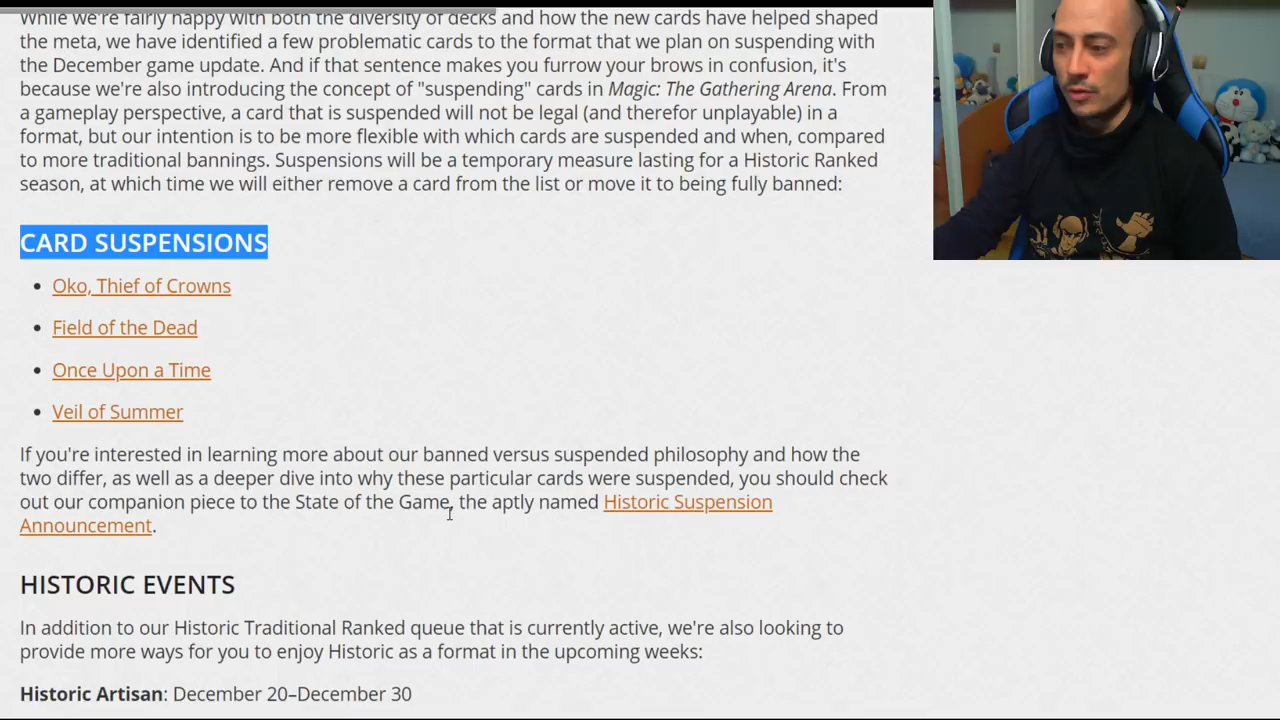 While we're fairly happy with both the diversity of decks and how the new cards have helped shaped
the meta, we have identified a few problematic cards to the format that we plan on suspending with
the December game update. And if that sentence makes you furrow your brows in confusion, it's
because we're also introducing the concept of "suspending" cards in Magic: The Gathering Arena. From
a gameplay perspective, a card that is suspended will not be legal (and therefor unplayable) in a
format, but our intention is to be more flexible with which cards are suspended and when, compared
to more traditional bannings. Suspensions will be a temporary measure lasting for a Historic Ranked
season, at which time we will either remove a card from the list or move it to being fully banned:
CARD SUSPENSIONS
• Oko, Thief of Crowns
• Field of the Dead
• Once Upon a Time
• Veil of Summer
If you're interested in learning more about our banned versus suspended philosophy and how the
two differ, as well as a deeper dive into why these particular cards were suspended, you should check
out our companion piece to the State of the Game, the aptly named Historic Suspension
Announcement.
HISTORIC EVENTS
In addition to our Historic Traditional Ranked queue that is currently active, we're also looking to
provide more ways for you to enjoy Historic as a format in the upcoming weeks:
Historic Artisan: December 20–December 30